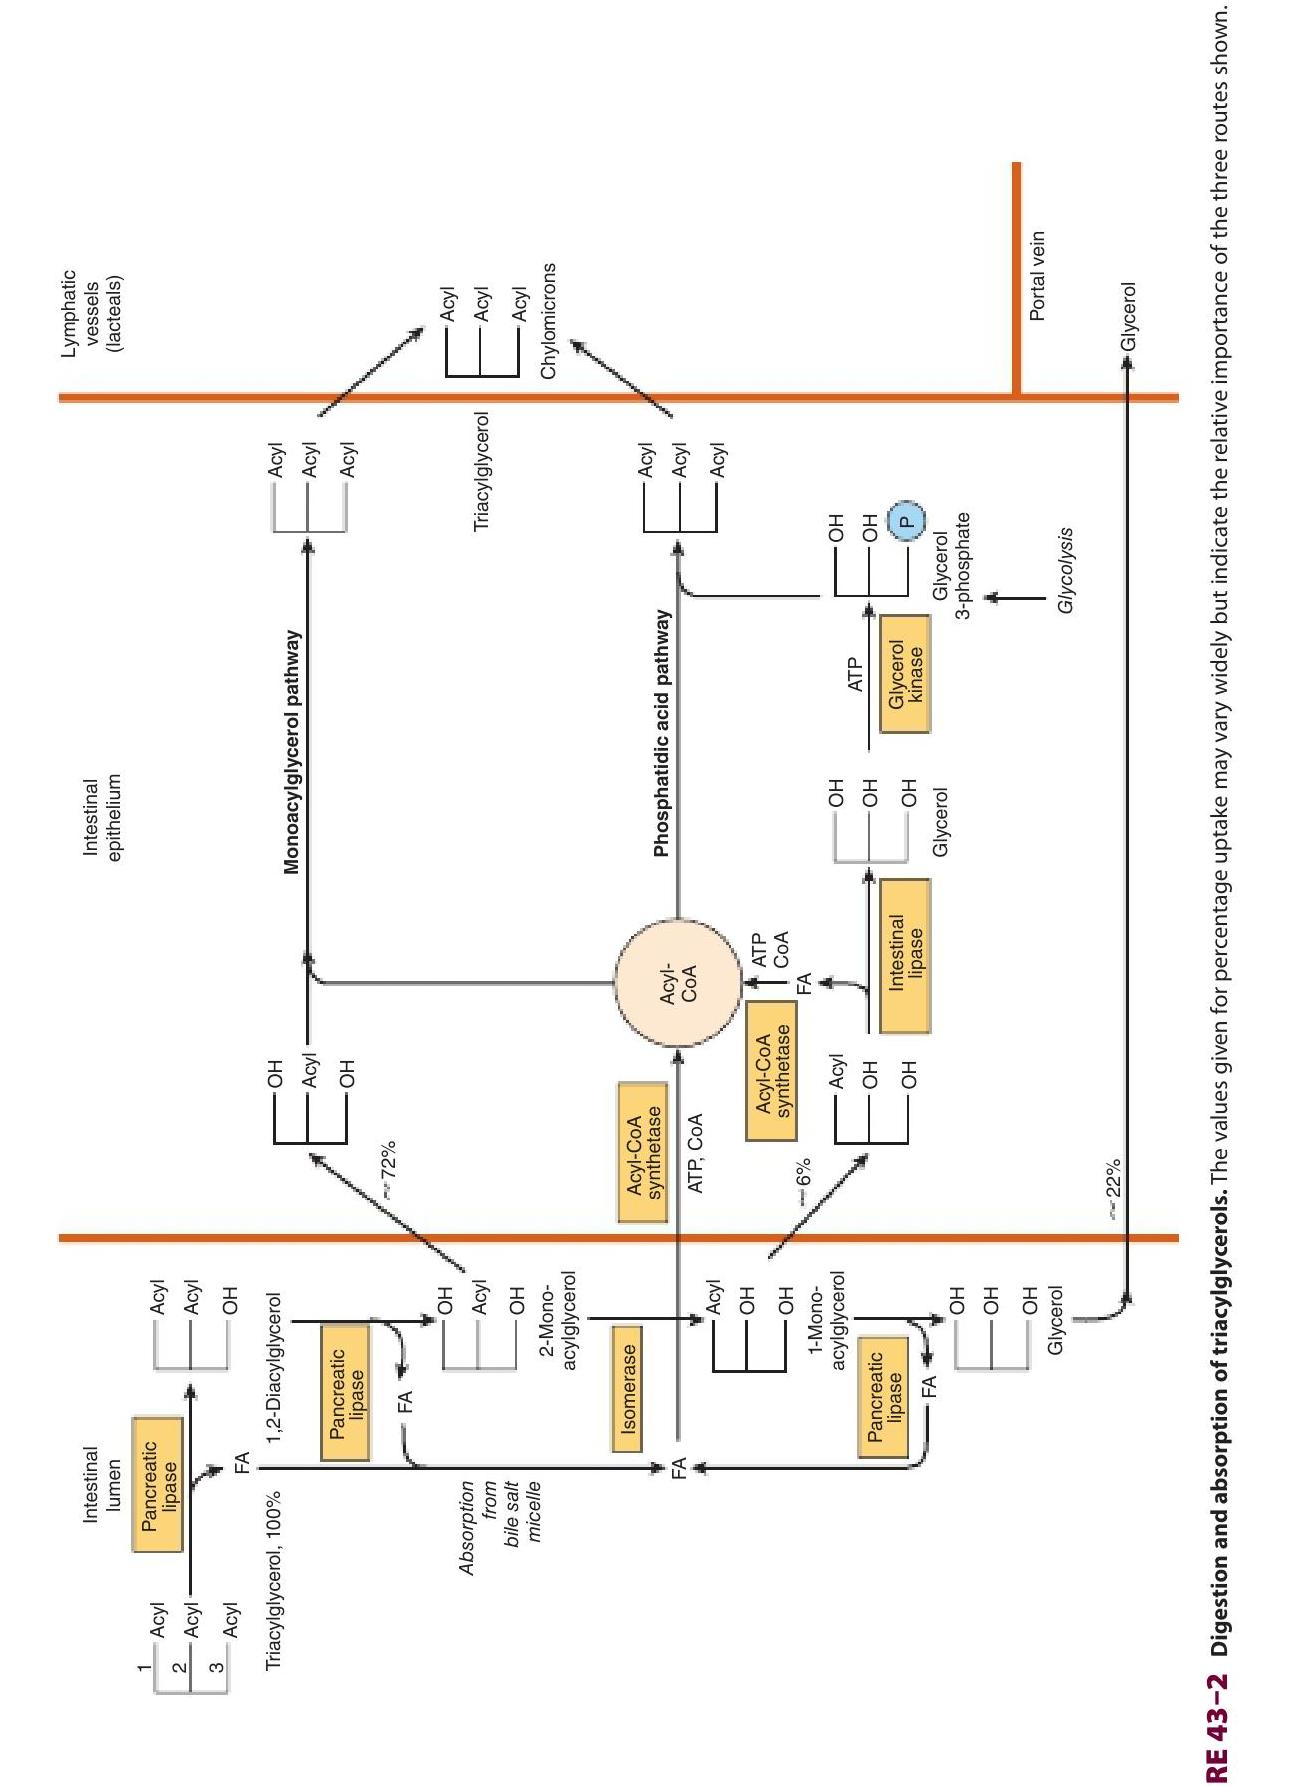 Intestinal
lumen
Intestinal
epithelium
Lymphatic
vessels
(lacteals)
1
Acyl
2
Acyl
3
Acyl
Triacylglycerol, 100%
Pancreatic
lipase
FA
Acyl
Acyl
OH
1,2-Diacylglycerol
Pancreatic
lipase
FA
Absorption
from
bile salt
micelle
OH
Acyl
OH
2-Mono-
acylglycerol
Isomerase
FA
Acyl
OH
OH
1-Mono-
acylglycerol
Pancreatic
lipase
FA
OH
OH
OH
Glycerol
~72%
OH
Acyl
OH
Monoacylglycerol pathway
Acyl
Acyl
Acyl
Triacylglycerol
Acyl-CoA
synthetase
ATP, CoA
Acyl-
CoA
Phosphatidic acid pathway
Acyl
Acyl
Acyl
Acyl
Acyl
Acyl
Chylomicrons
Acyl-CoA
synthetase
ATP
CoA
FA
~6%
Acyl
OH
OH
Intestinal
lipase
OH
OH
OH
Glycerol
ATP
Glycerol
kinase
OH
OH
P
Glycerol
3-phosphate
Glycolysis
Portal vein
~22%
Glycerol
RE 43–2 Digestion and absorption of triacylglycerols. The values given for percentage uptake may vary widely but indicate the relative importance of the three routes shown.